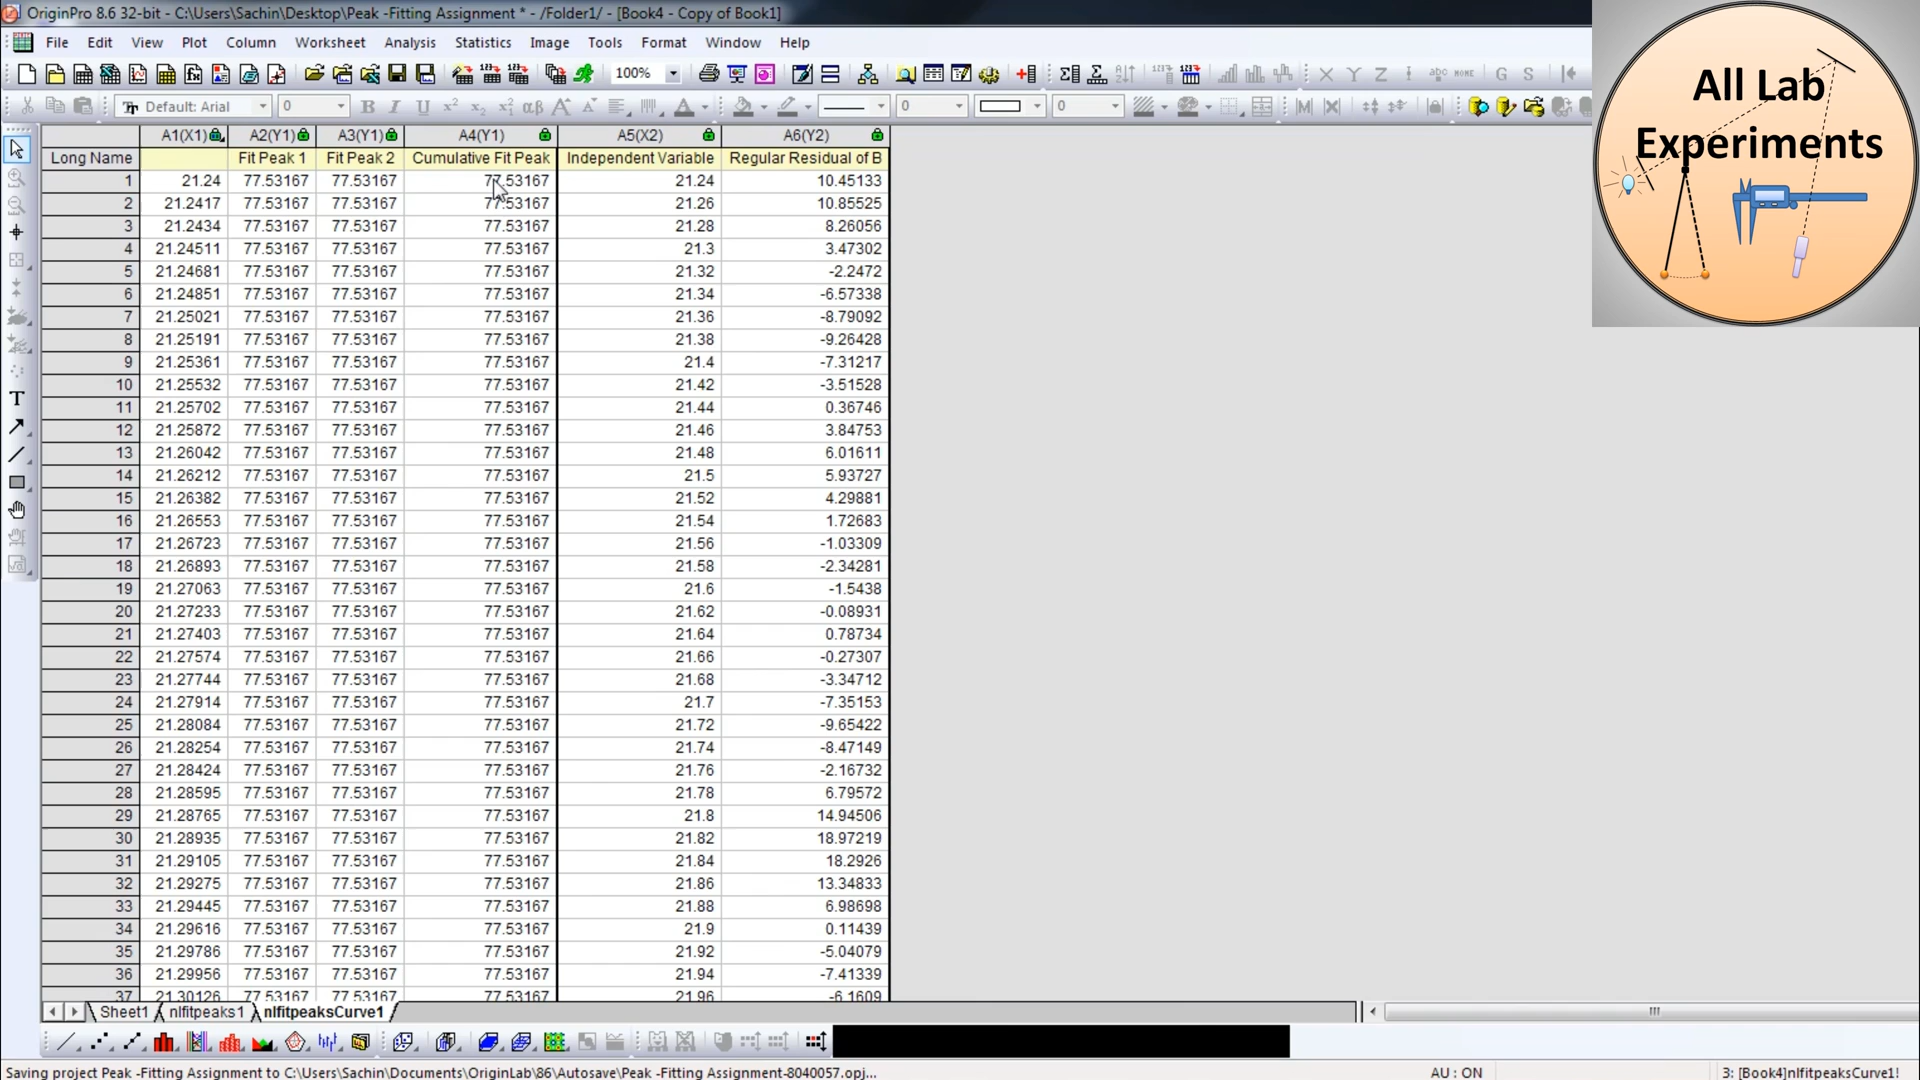 OriginPro 8.6 32-bit - C:\Users\Sachin\Desktop\Peak -Fitting Assignment * - /Folder1/ - [Book4 - Copy of Book1]
File Edit View Plot Column Worksheet Analysis Statistics Image Tools Format Window Help
100%
Default: Arial 0 B I U 0 0
All Lab
Experiments
A1(X1) A2(Y1) A3(Y1) A4(Y1) A5(X2) A6(Y2)
Long Name Fit Peak 1 Fit Peak 2 Cumulative Fit Peak Independent Variable Regular Residual of B
1 21.24 77.53167 77.53167 77.53167 21.24 10.45133
2 21.2417 77.53167 77.53167 77.53167 21.26 10.85525
3 21.2434 77.53167 77.53167 77.53167 21.28 8.26056
4 21.24511 77.53167 77.53167 77.53167 21.3 3.47302
5 21.24681 77.53167 77.53167 77.53167 21.32 -2.2472
6 21.24851 77.53167 77.53167 77.53167 21.34 -6.57338
7 21.25021 77.53167 77.53167 77.53167 21.36 -8.79092
8 21.25191 77.53167 77.53167 77.53167 21.38 -9.26428
9 21.25361 77.53167 77.53167 77.53167 21.4 -7.31217
10 21.25532 77.53167 77.53167 77.53167 21.42 -3.51528
11 21.25702 77.53167 77.53167 77.53167 21.44 0.36746
12 21.25872 77.53167 77.53167 77.53167 21.46 3.84753
13 21.26042 77.53167 77.53167 77.53167 21.48 6.01611
14 21.26212 77.53167 77.53167 77.53167 21.5 5.93727
15 21.26382 77.53167 77.53167 77.53167 21.52 4.29881
16 21.26553 77.53167 77.53167 77.53167 21.54 1.72683
17 21.26723 77.53167 77.53167 77.53167 21.56 -1.03309
18 21.26893 77.53167 77.53167 77.53167 21.58 -2.34281
19 21.27063 77.53167 77.53167 77.53167 21.6 -1.5438
20 21.27233 77.53167 77.53167 77.53167 21.62 -0.08931
21 21.27403 77.53167 77.53167 77.53167 21.64 0.78734
22 21.27574 77.53167 77.53167 77.53167 21.66 -0.27307
23 21.27744 77.53167 77.53167 77.53167 21.68 -3.34712
24 21.27914 77.53167 77.53167 77.53167 21.7 -7.35153
25 21.28084 77.53167 77.53167 77.53167 21.72 -9.65422
26 21.28254 77.53167 77.53167 77.53167 21.74 -8.47149
27 21.28424 77.53167 77.53167 77.53167 21.76 -2.16732
28 21.28595 77.53167 77.53167 77.53167 21.78 6.79572
29 21.28765 77.53167 77.53167 77.53167 21.8 14.94506
30 21.28935 77.53167 77.53167 77.53167 21.82 18.97219
31 21.29105 77.53167 77.53167 77.53167 21.84 18.2926
32 21.29275 77.53167 77.53167 77.53167 21.86 13.34833
33 21.29445 77.53167 77.53167 77.53167 21.88 6.98698
34 21.29616 77.53167 77.53167 77.53167 21.9 0.11439
35 21.29786 77.53167 77.53167 77.53167 21.92 -5.04079
36 21.29956 77.53167 77.53167 77.53167 21.94 -7.41339
37 21.30126 77.53167 77.53167 77.53167 21.96 -6.1609
Sheet1 nlfitpeaks1 nlfitpeaksCurve1
Saving project Peak -Fitting Assignment to C:\Users\Sachin\Documents\OriginLab\86\Autosave\Peak -Fitting Assignment-8040057.opj... AU : ON 3: [Book4]nlfitpeaksCurve1!